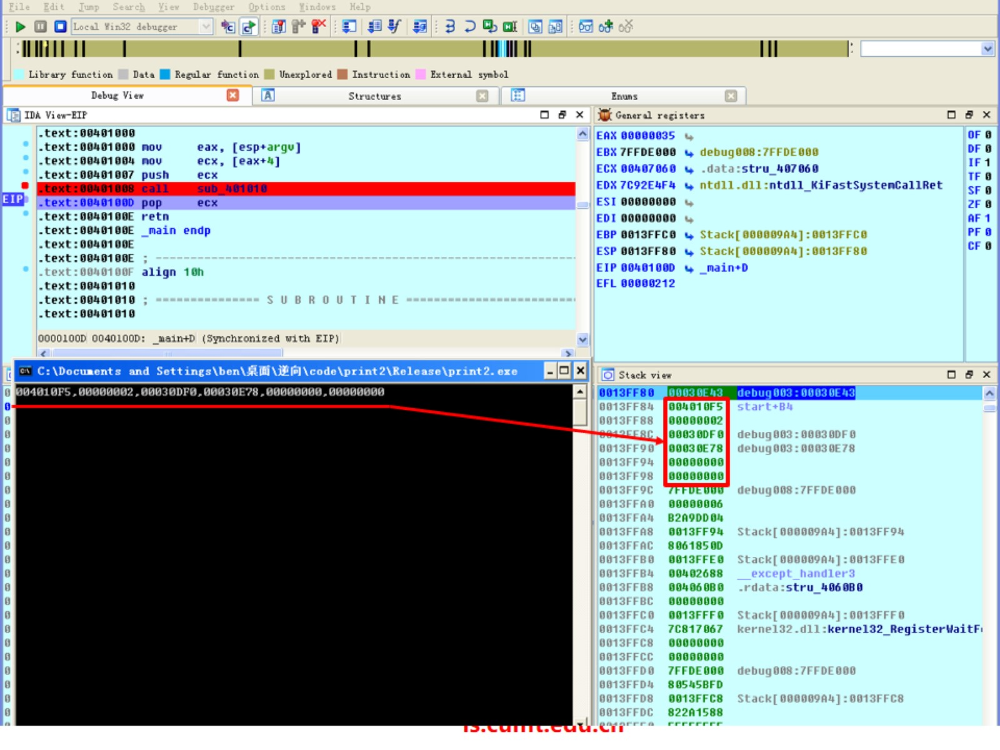 File Edit Jump Search View Debugger Options Windows Help
Local Win32 debugger
Library function Data Regular function Unexplored Instruction External symbol
Debug View Structures Enums
IDA View-EIP
.text:00401000
.text:00401000 mov eax, [esp+argv]
.text:00401004 mov ecx, [eax+4]
.text:00401007 push ecx
.text:00401008 call sub_401010
EIP
.text:0040100D pop ecx
.text:0040100E retn
.text:0040100E _main endp
.text:0040100E
.text:0040100E ; ----------------------------------------------------------------
.text:0040100F align 10h
.text:00401010
.text:00401010 ; =============== S U B R O U T I N E =========================
.text:00401010
0000100D 0040100D: _main+D (Synchronized with EIP)
General registers
EAX 00000035
EBX 7FFDE000 debug008:7FFDE000
ECX 00407060 .data:stru_407060
EDX 7C92E4F4 ntdll.dll:ntdll_KiFastSystemCallRet
ESI 00000000
EDI 00000000
EBP 0013FFC0 Stack[000009A4]:0013FFC0
ESP 0013FF80 Stack[000009A4]:0013FF80
EIP 0040100D _main+D
EFL 00000212
OF 0
DF 0
IF 1
TF 0
SF 0
ZF 0
AF 1
PF 0
CF 0
C:\Documents and Settings\ben\桌面\逆向\code\print2\Release\print2.exe
004010F5,00000002,00030DF0,00030E78,00000000,00000000
Stack view
0013FF80 00030E43 debug003:00030E43
0013FF84 004010F5 start+B4
0013FF88 00000002
0013FF8C 00030DF0 debug003:00030DF0
0013FF90 00030E78 debug003:00030E78
0013FF94 00000000
0013FF98 00000000
0013FF9C 7FFDE000 debug008:7FFDE000
0013FFA0 00000006
0013FFA4 B2A9DD04
0013FFA8 0013FF94 Stack[000009A4]:0013FF94
0013FFAC 8061850D
0013FFB0 0013FFE0 Stack[000009A4]:0013FFE0
0013FFB4 00402688 __except_handler3
0013FFB8 004060B0 .rdata:stru_4060B0
0013FFBC 00000000
0013FFC0 0013FFF0 Stack[000009A4]:0013FFF0
0013FFC4 7C817067 kernel32.dll:kernel32_RegisterWaitF
0013FFC8 00000000
0013FFCC 00000000
0013FFD0 7FFDE000 debug008:7FFDE000
0013FFD4 80545BFD
0013FFD8 0013FFC8 Stack[000009A4]:0013FFC8
0013FFDC 822A1588
0013FFE0 FFFFFFFF
is.cumt.edu.cn